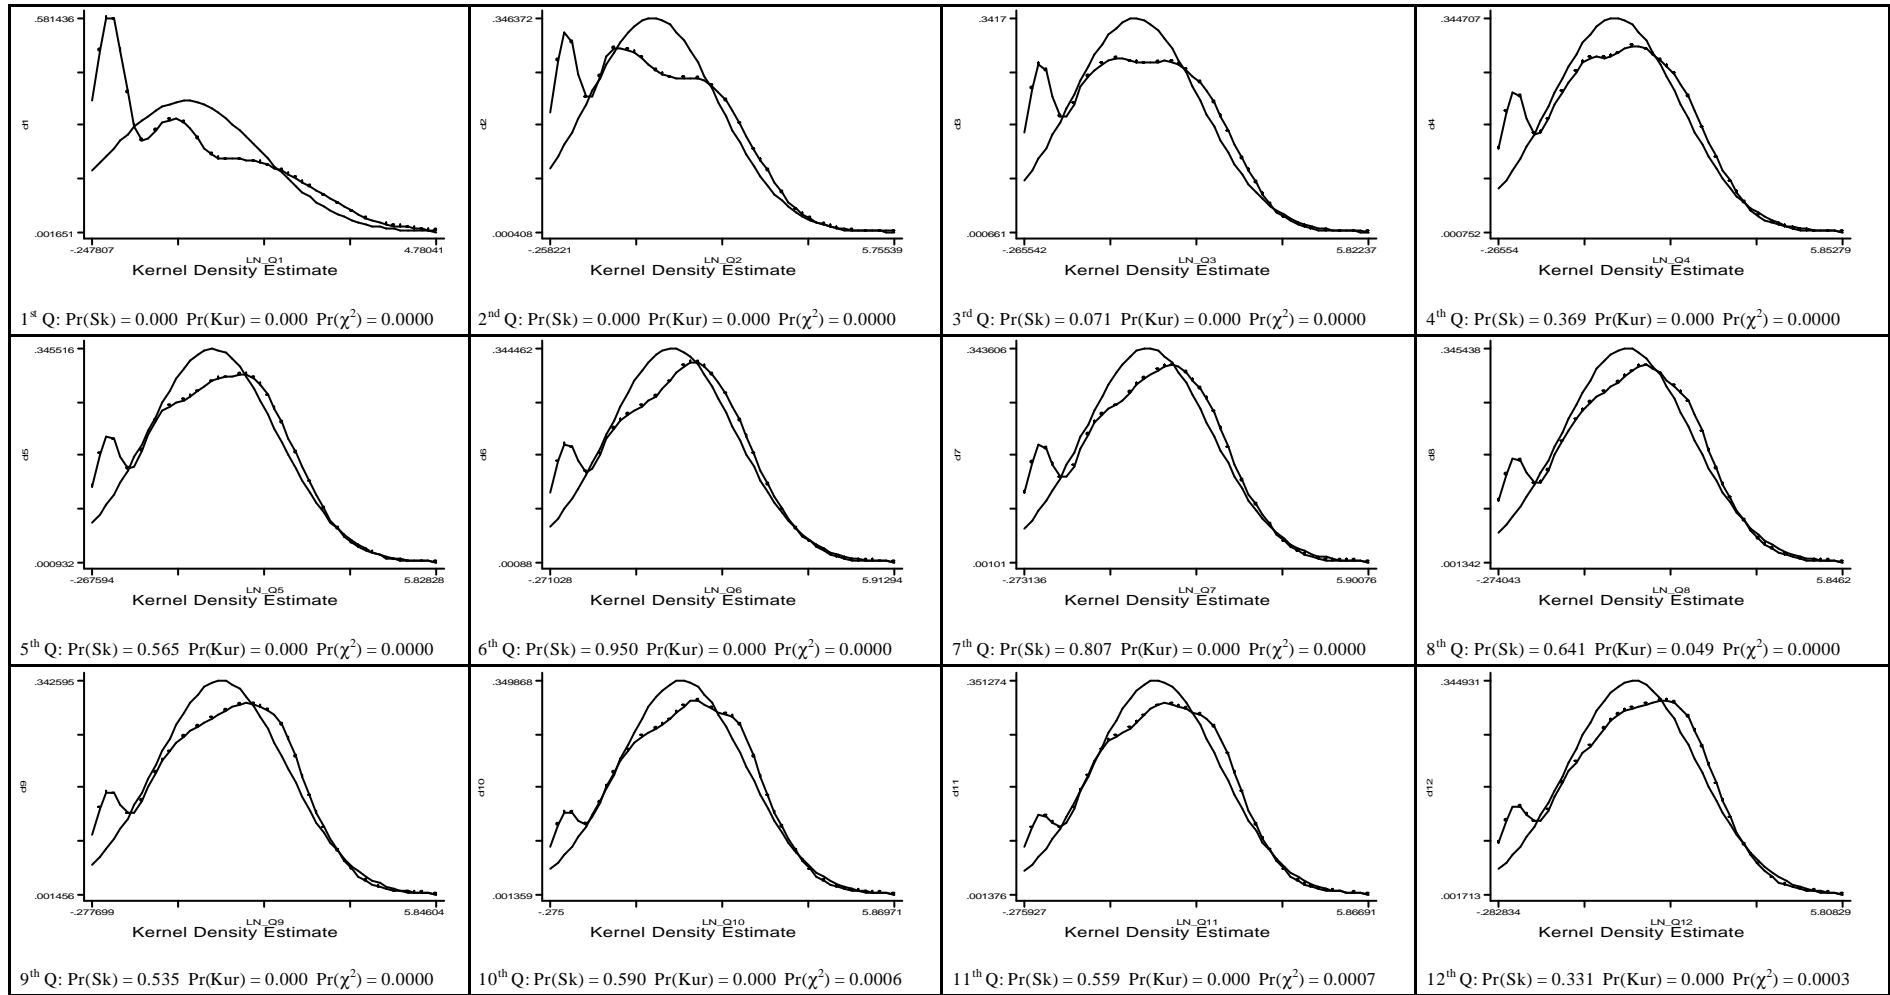 .581436
d1
.001651
-.247807
4.78041
LN_Q1
Kernel Density Estimate
1st Q: Pr(Sk) = 0.000 Pr(Kur) = 0.000 Pr(χ2) = 0.0000
.346372
d2
.000408
-.258221
5.75539
LN_Q2
Kernel Density Estimate
2nd Q: Pr(Sk) = 0.000 Pr(Kur) = 0.000 Pr(χ2) = 0.0000
.3417
d3
.000661
-.265542
5.82237
LN_Q3
Kernel Density Estimate
3rd Q: Pr(Sk) = 0.071 Pr(Kur) = 0.000 Pr(χ2) = 0.0000
.344707
d4
.000752
-.26554
5.85279
LN_Q4
Kernel Density Estimate
4th Q: Pr(Sk) = 0.369 Pr(Kur) = 0.000 Pr(χ2) = 0.0000
.345516
d5
.000932
-.267594
5.82828
LN_Q5
Kernel Density Estimate
5th Q: Pr(Sk) = 0.565 Pr(Kur) = 0.000 Pr(χ2) = 0.0000
.344462
d6
.00088
-.271028
5.91294
LN_Q6
Kernel Density Estimate
6th Q: Pr(Sk) = 0.950 Pr(Kur) = 0.000 Pr(χ2) = 0.0000
.343606
d7
.00101
-.273136
5.90076
LN_Q7
Kernel Density Estimate
7th Q: Pr(Sk) = 0.807 Pr(Kur) = 0.000 Pr(χ2) = 0.0000
.345438
d8
.001342
-.274043
5.8462
LN_Q8
Kernel Density Estimate
8th Q: Pr(Sk) = 0.641 Pr(Kur) = 0.049 Pr(χ2) = 0.0000
.342595
d9
.001456
-.277699
5.84604
LN_Q9
Kernel Density Estimate
9th Q: Pr(Sk) = 0.535 Pr(Kur) = 0.000 Pr(χ2) = 0.0000
.349868
d10
.001359
-.275
5.86971
LN_Q10
Kernel Density Estimate
10th Q: Pr(Sk) = 0.590 Pr(Kur) = 0.000 Pr(χ2) = 0.0006
.351274
d11
.001376
-.275927
5.86691
LN_Q11
Kernel Density Estimate
11th Q: Pr(Sk) = 0.559 Pr(Kur) = 0.000 Pr(χ2) = 0.0007
.344931
d12
.001713
-.282834
5.80829
LN_Q12
Kernel Density Estimate
12th Q: Pr(Sk) = 0.331 Pr(Kur) = 0.000 Pr(χ2) = 0.0003